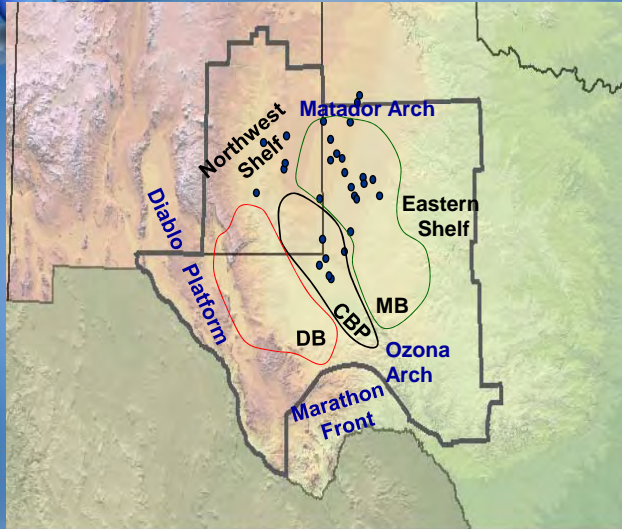 Matador Arch
Northwest
Shelf
Eastern
Shelf
Diablo
Platform
MB
CBP
DB
Ozona
Arch
Marathon
Front